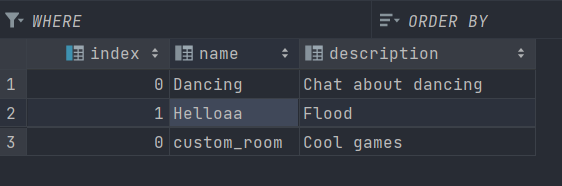 WHERE ORDER BY
index name description
1 0 Dancing Chat about dancing
2 1 Helloaa Flood
3 0 custom_room Cool games